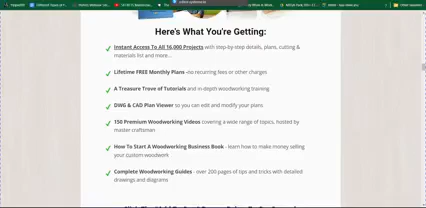 Here's What You're Getting:
Instant Access To All 16,000 Projects with step-by-step details, plans, cutting &
materials list and more...
Lifetime FREE Monthly Plans -no recurring fees or other charges
A Treasure Trove of Tutorials and in-depth woodworking training
DWG & CAD Plan Viewer so you can edit and modify your plans
150 Premium Woodworking Videos covering a wide range of topics, hosted by
master craftsman
How To Start A Woodworking Business Book - learn how to make money selling
your custom woodwork
Complete Woodworking Guides - over 200 pages of tips and tricks with detailed
drawings and diagrams